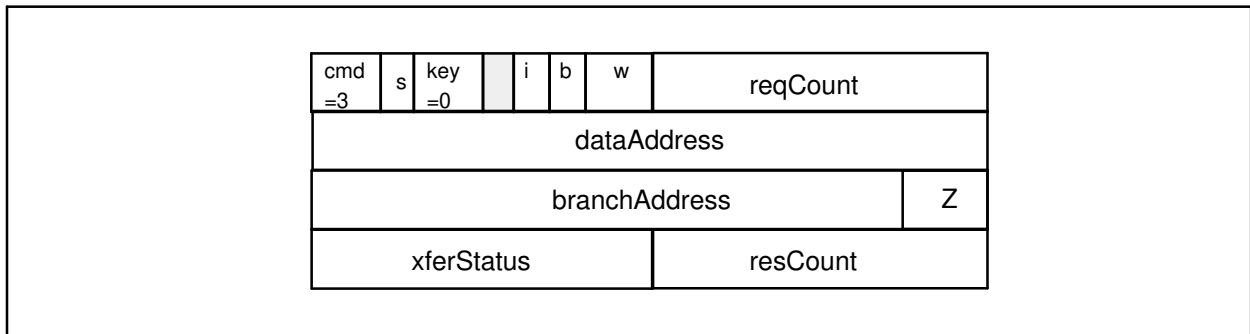 cmd =3 s key =0 i b w reqCount
dataAddress
branchAddress Z
xferStatus resCount